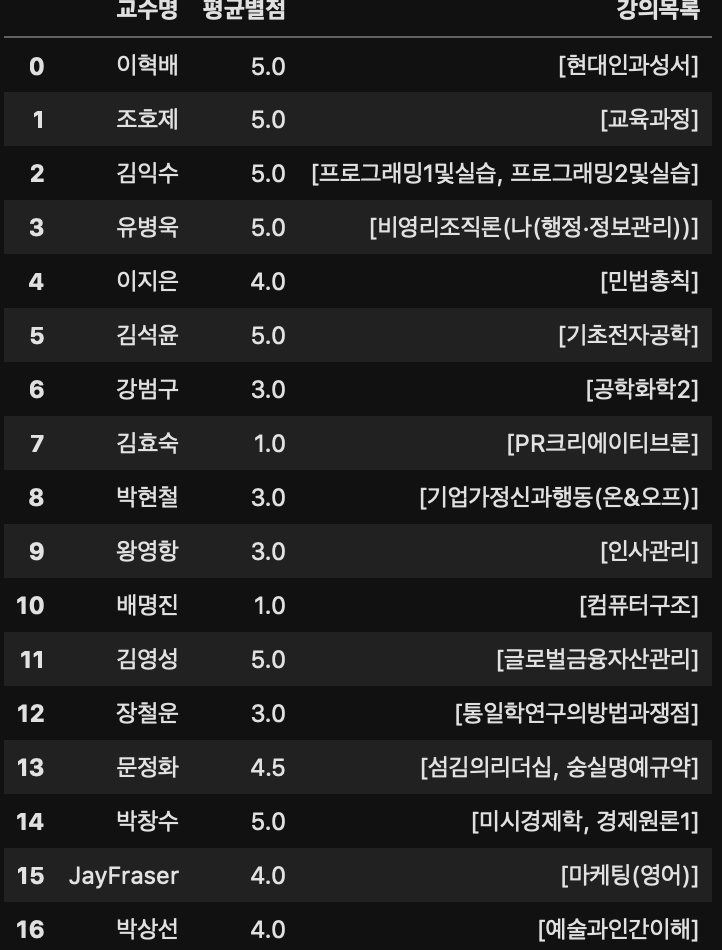 교수명 평균별점 강의목록
0 이혁배 5.0 [현대인과성서]
1 조호제 5.0 [교육과정]
2 김익수 5.0 [프로그래밍1및실습, 프로그래밍2및실습]
3 유병욱 5.0 [비영리조직론(나(행정·정보관리))]
4 이지은 4.0 [민법총칙]
5 김석윤 5.0 [기초전자공학]
6 강범구 3.0 [공학화학2]
7 김효숙 1.0 [PR크리에이티브론]
8 박현철 3.0 [기업가정신과행동(온&오프)]
9 왕영항 3.0 [인사관리]
10 배명진 1.0 [컴퓨터구조]
11 김영성 5.0 [글로벌금융자산관리]
12 장철운 3.0 [통일학연구의방법과쟁점]
13 문정화 4.5 [섬김의리더십, 숭실명예규약]
14 박창수 5.0 [미시경제학, 경제원론1]
15 JayFraser 4.0 [마케팅(영어)]
16 박상선 4.0 [예술과인간이해]